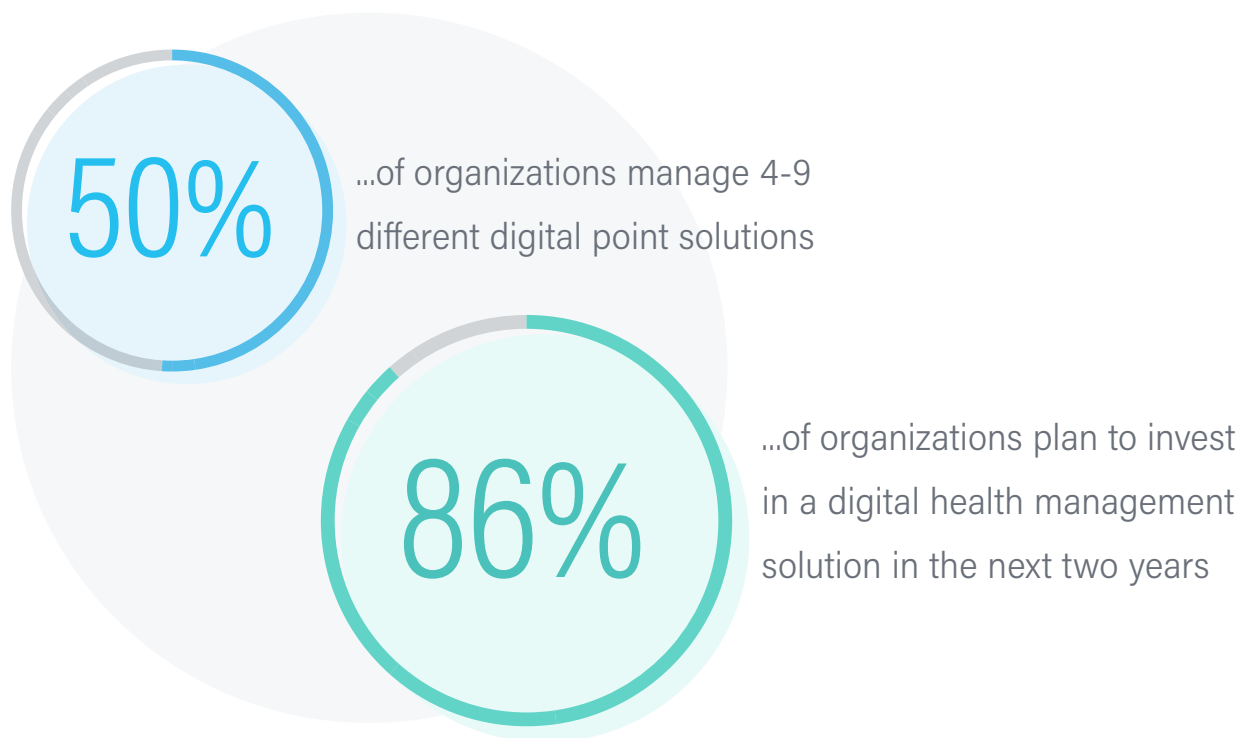 50%
...of organizations manage 4-9
different digital point solutions
86%
...of organizations plan to invest
in a digital health management
solution in the next two years